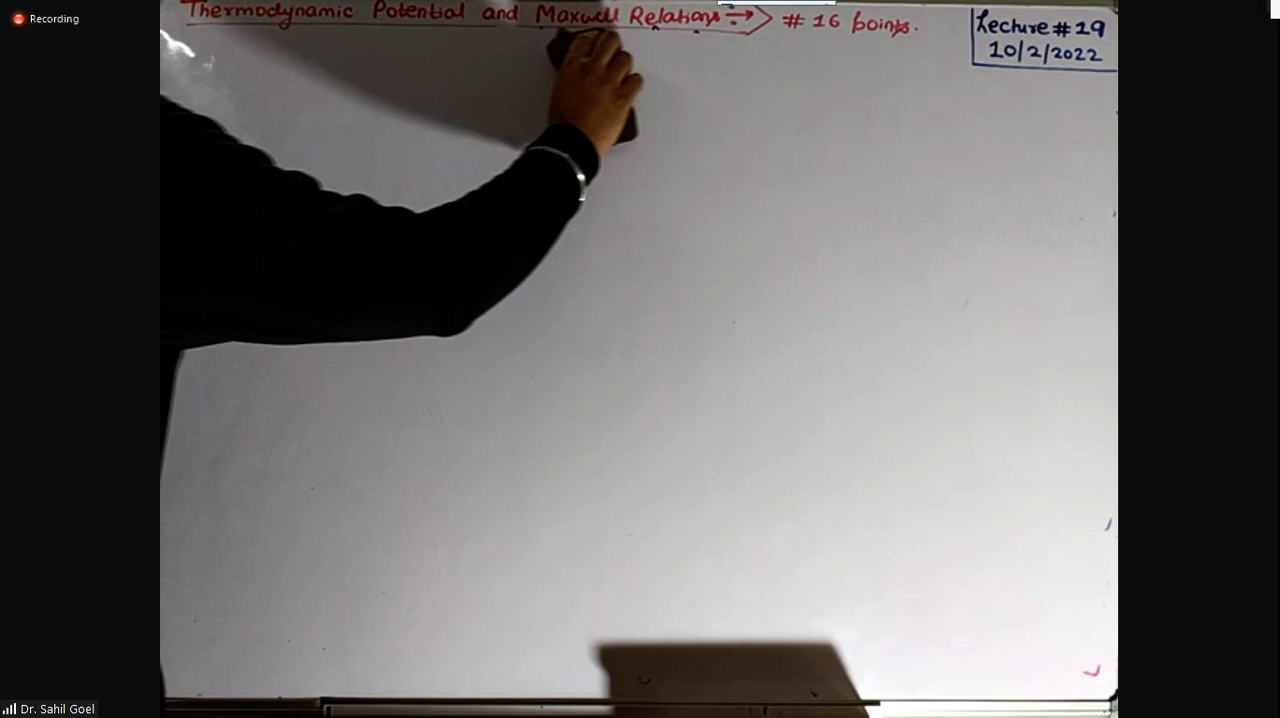 Recording
Thermodynamic Potential and Maxwell Relations ÷→ # 16 points.
Lecture # 19
10/2/2022
Dr. Sahil Goel